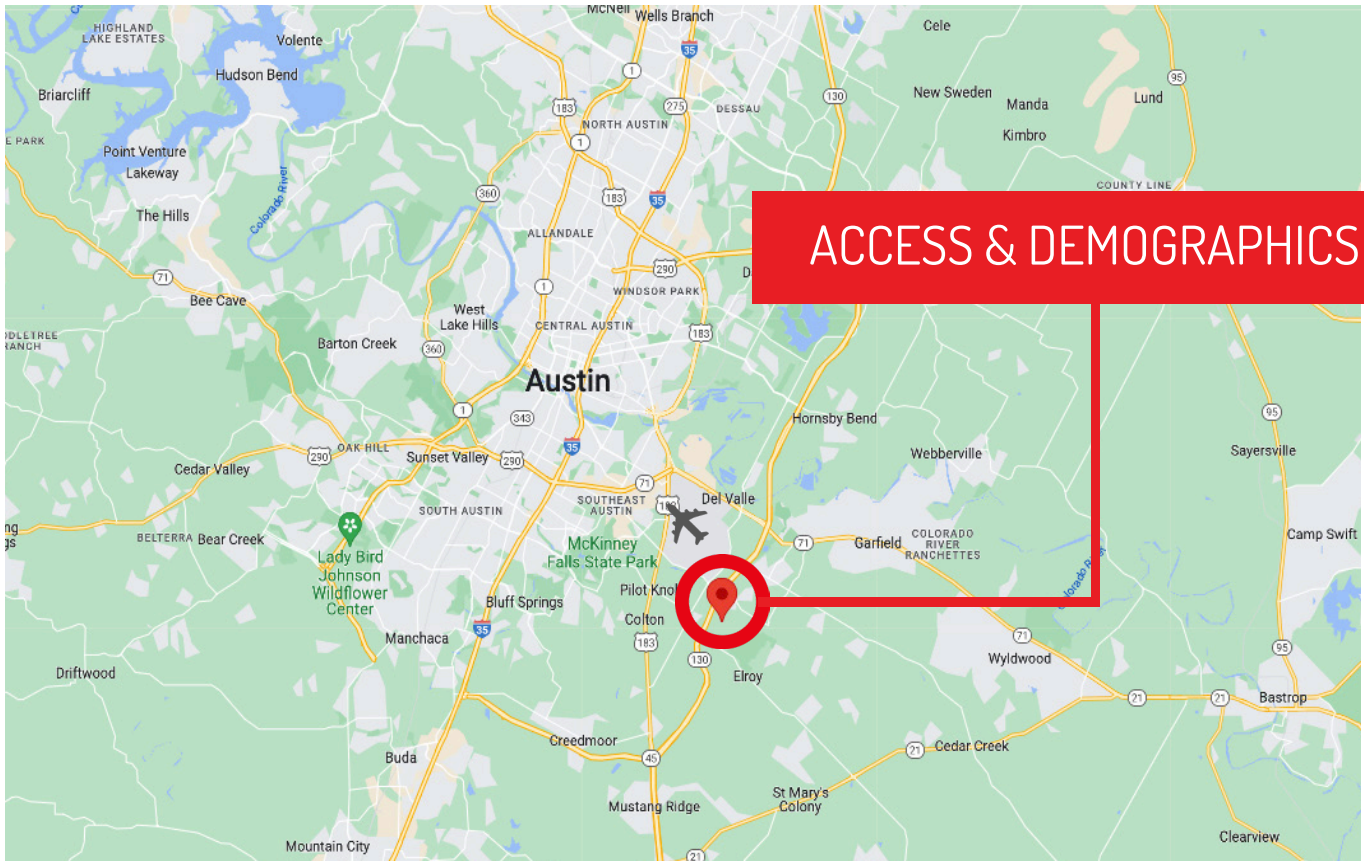 McNeil
Wells Branch
Cele
HIGHLAND
LAKE ESTATES
Volente
35
Hudson Bend
1
95
Briarcliff
183
275
DESSAU
130
New Sweden
Manda
Lund
NORTH AUSTIN
Kimbro
E PARK
1
Point Venture
Lakeway
COUNTY LINE
Colorado River
360
183
35
The Hills
ALLANDALE
ACCESS & DEMOGRAPHICS
71
290
Bee Cave
1
WINDSOR PARK
West
Lake Hills
CENTRAL AUSTIN
183
DDLETREE
RANCH
Barton Creek
360
Austin
1
343
Hornsby Bend
95
OAK HILL
35
290
Sunset Valley
290
Webberville
Sayersville
Cedar Valley
71
SOUTHEAST
AUSTIN
183
Del Valle
SOUTH AUSTIN
ng
gs
BELTERRA
Bear Creek
71
Garfield
COLORADO
RIVER
RANCHETTES
Camp Swift
Lady Bird
Johnson
Wildflower
Center
McKinney
Falls State Park
Colorado River
Pilot Knob
Bluff Springs
Colton
35
Manchaca
183
71
95
130
Wyldwood
Driftwood
Elroy
21
21
Bastrop
Creedmoor
45
21
Cedar Creek
Buda
Mustang Ridge
St Mary's
Colony
Clearview
Mountain City
21